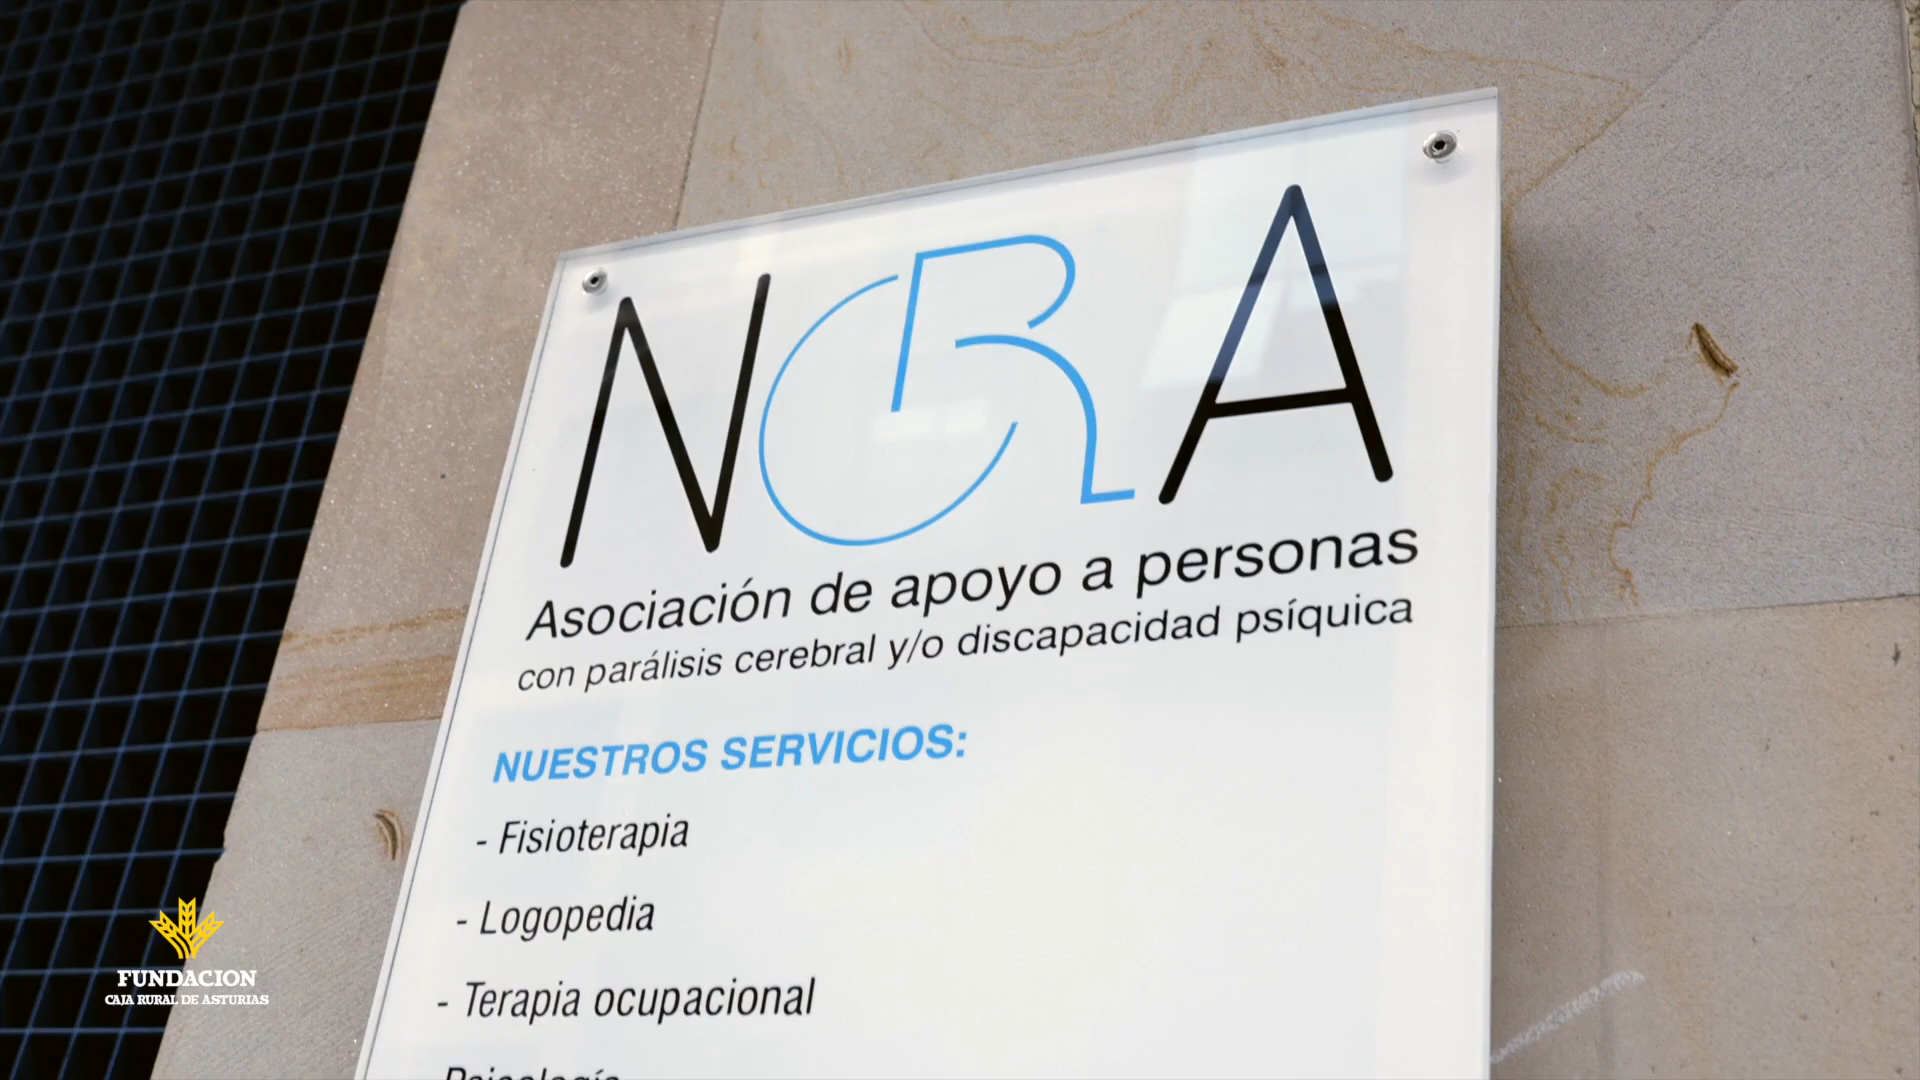 NORA
Asociación de apoyo a personas
con parálisis cerebral y/o discapacidad psíquica
NUESTROS SERVICIOS:
- Fisioterapia
- Logopedia
- Terapia ocupacional
Psicología
FUNDACION
CAJA RURAL DE ASTURIAS